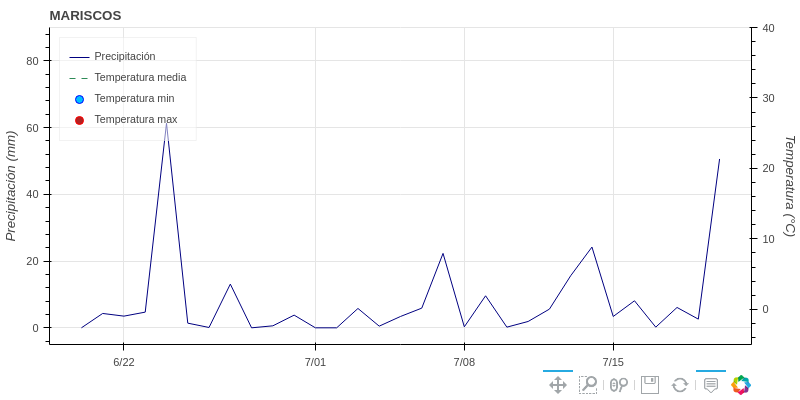 MARISCOS
Precipitación
Temperatura media
Temperatura min
Temperatura max
Precipitación (mm)
80
60
40
20
0
40
30
20
10
0
Temperatura (°C)
6/22
7/01
7/08
7/15